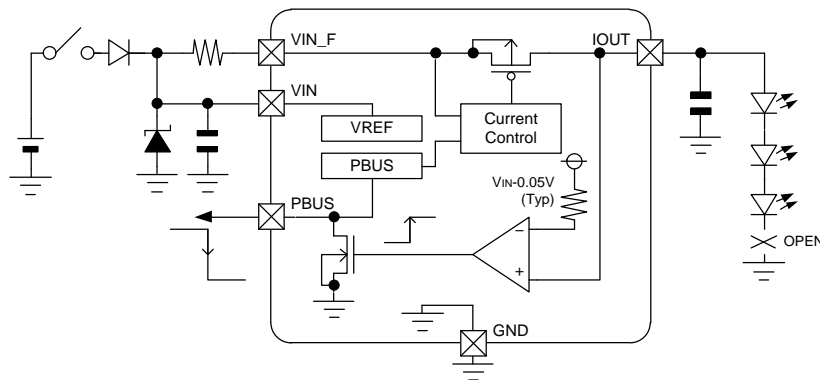 VIN_F
IOUT
VIN
VREF
Current
Control
PBUS
VIN-0.05V
(Typ)
PBUS
OPEN
GND